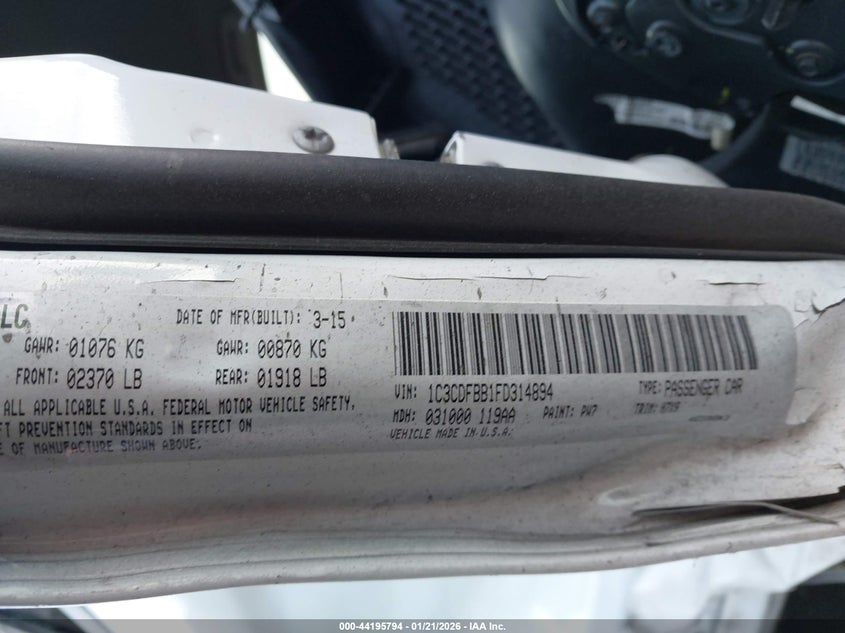 LLC
DATE OF MFR(BUILT): 3-15
GAWR: 01076 KG GAWR: 00870 KG
FRONT: 02370 LB REAR: 01918 LB
ALL APPLICABLE U.S.A. FEDERAL MOTOR VEHICLE SAFETY,
FT PREVENTION STANDARDS IN EFFECT ON
E OF MANUFACTURE SHOWN ABOVE.
VIN: 1C3CDFBB1FD314894 TYPE: PASSENGER CAR
MDH: 031000 119AA PAINT: PW7 TRIM:
VEHICLE MADE IN U.S.A.
000-44195794 | 01/21/2026 | IAA Inc.